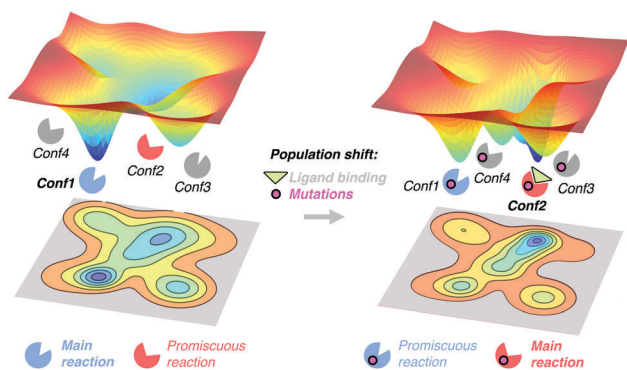 Conf4
Conf2
Conf3
Conf1
Population shift:
Ligand binding
Mutations
Conf1
Conf4
Conf3
Conf2
Main
reaction
Promiscuous
reaction
Promiscuous
reaction
Main
reaction